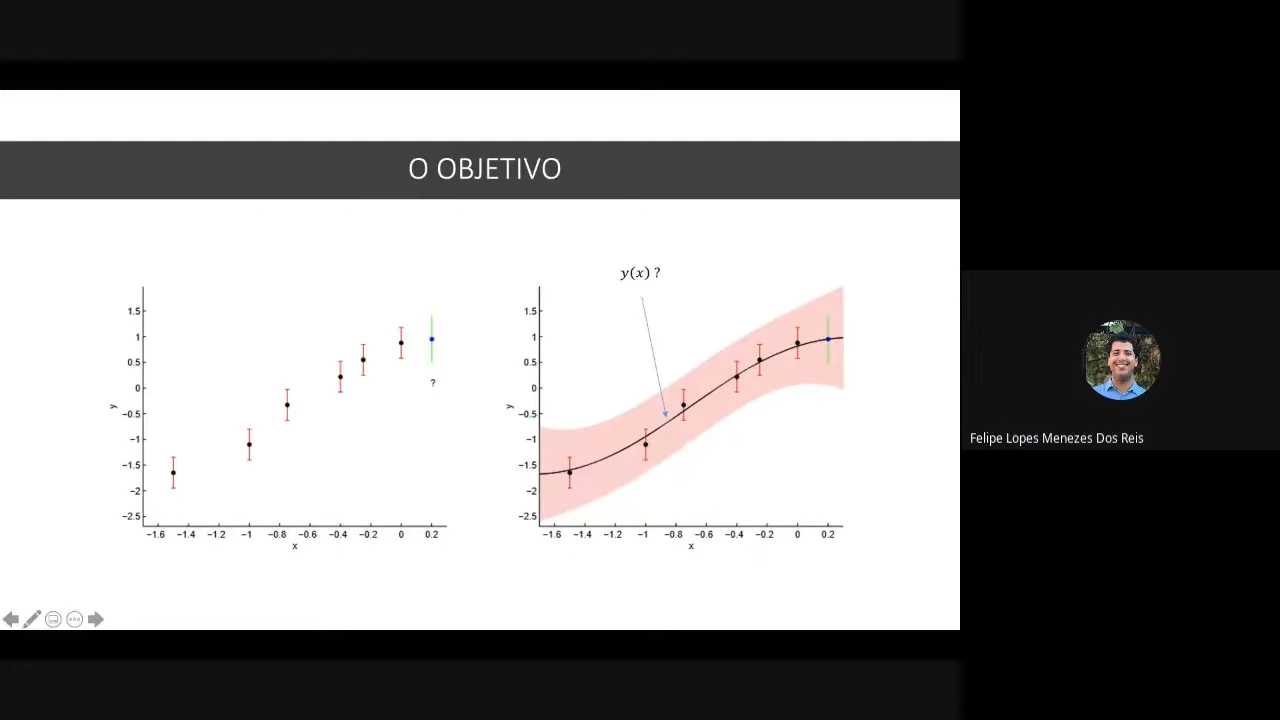 O OBJETIVO
y(x) ?
1.5
1
0.5
0
−0.5
−1
−1.5
−2
−2.5
y
?
−1.6 −1.4 −1.2 −1 −0.8 −0.6 −0.4 −0.2 0 0.2
x
1.5
1
0.5
0
−0.5
−1
−1.5
−2
−2.5
y
−1.6 −1.4 −1.2 −1 −0.8 −0.6 −0.4 −0.2 0 0.2
x
Felipe Lopes Menezes Dos Reis